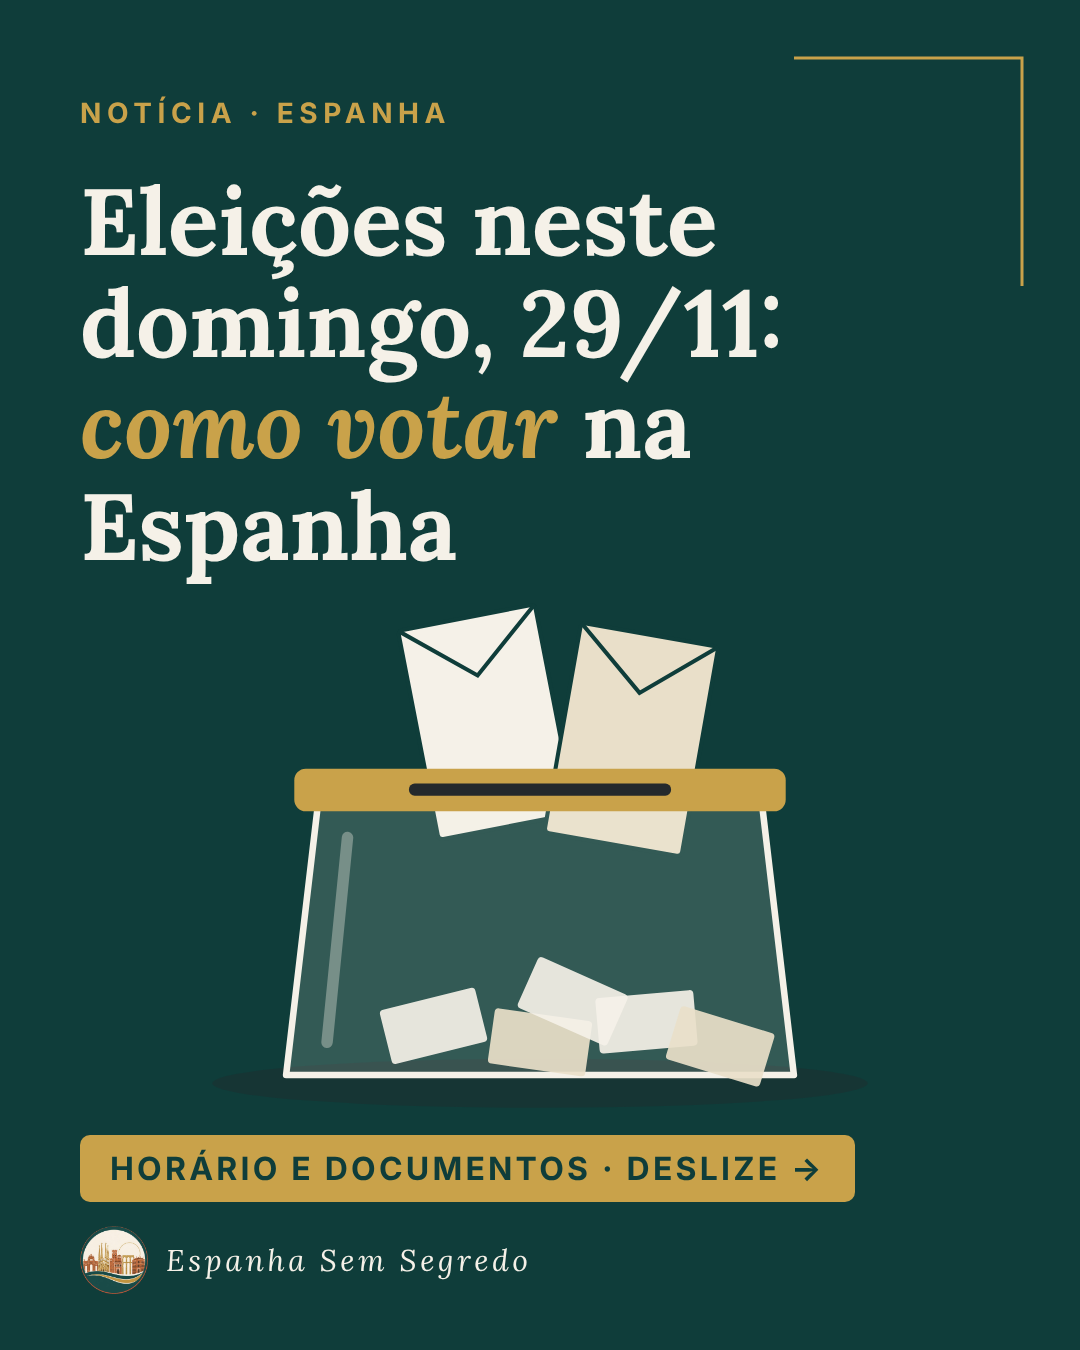 NOTÍCIA · ESPANHA
Eleições neste
domingo, 29/11:
como votar na
Espanha
HORÁRIO E DOCUMENTOS · DESLIZE →
Espanha Sem Segredo